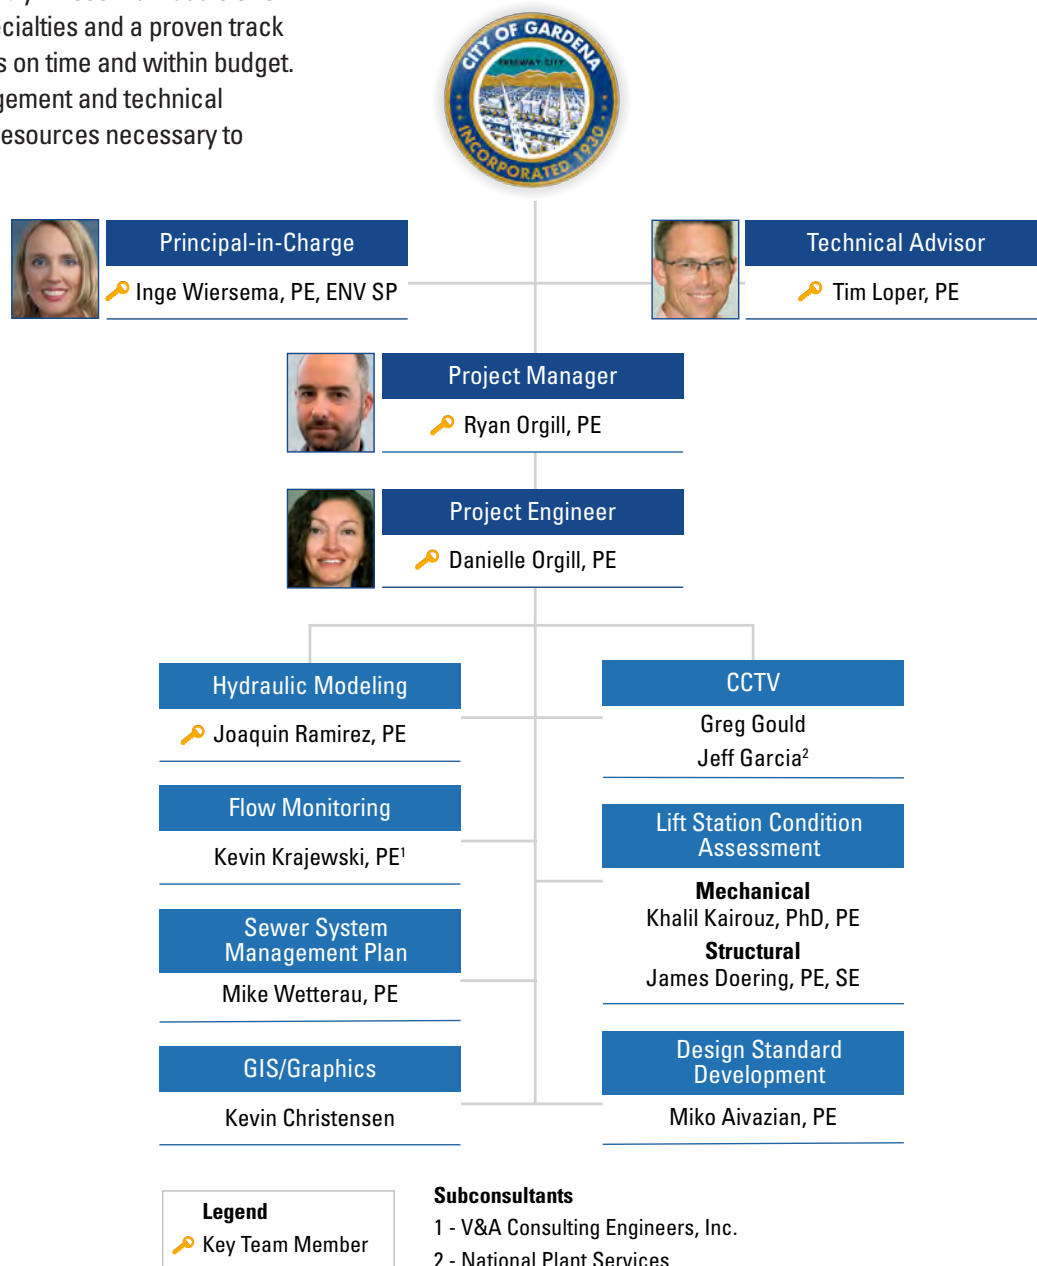 ecialties and a proven track
s on time and within budget.
gement and technical
resources necessary to
CITY OF GARDENA
FREEWAY CITY
INCORPORATED 1930
Principal-in-Charge
Inge Wiersema, PE, ENV SP
Technical Advisor
Tim Loper, PE
Project Manager
Ryan Orgill, PE
Project Engineer
Danielle Orgill, PE
Hydraulic Modeling
Joaquin Ramirez, PE
CCTV
Greg Gould
Jeff Garcia²
Flow Monitoring
Kevin Krajewski, PE¹
Lift Station Condition
Assessment
Mechanical
Khalil Kairouz, PhD, PE
Structural
James Doering, PE, SE
Sewer System
Management Plan
Mike Wetterau, PE
GIS/Graphics
Kevin Christensen
Design Standard
Development
Miko Aivazian, PE
Legend
Key Team Member
Subconsultants
1 - V&A Consulting Engineers, Inc.
2 - National Plant Services